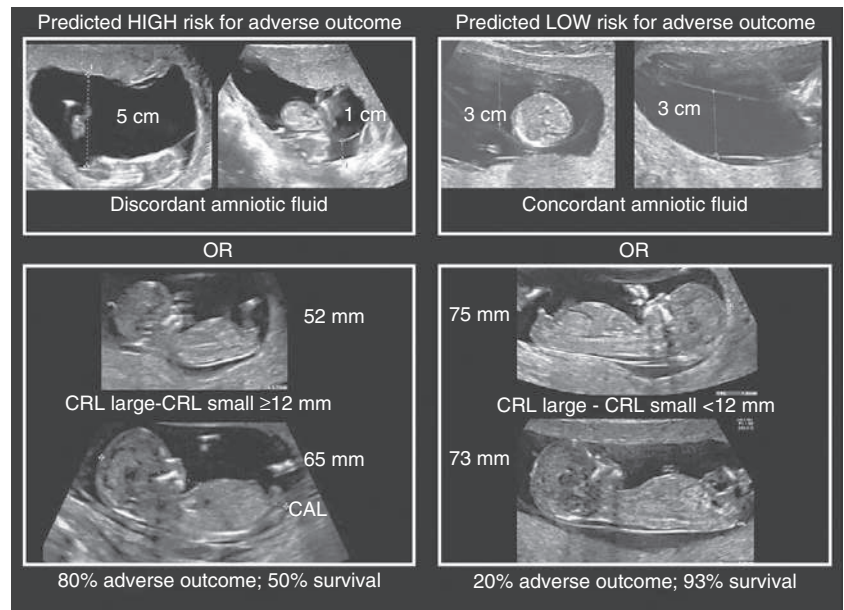 Predicted HIGH risk for adverse outcome
5 cm
1 cm
Discordant amniotic fluid
OR
52 mm
CRL large-CRL small ≥12 mm
65 mm
CAL
80% adverse outcome; 50% survival
Predicted LOW risk for adverse outcome
3 cm
3 cm
Concordant amniotic fluid
OR
75 mm
CRL large - CRL small <12 mm
73 mm
20% adverse outcome; 93% survival